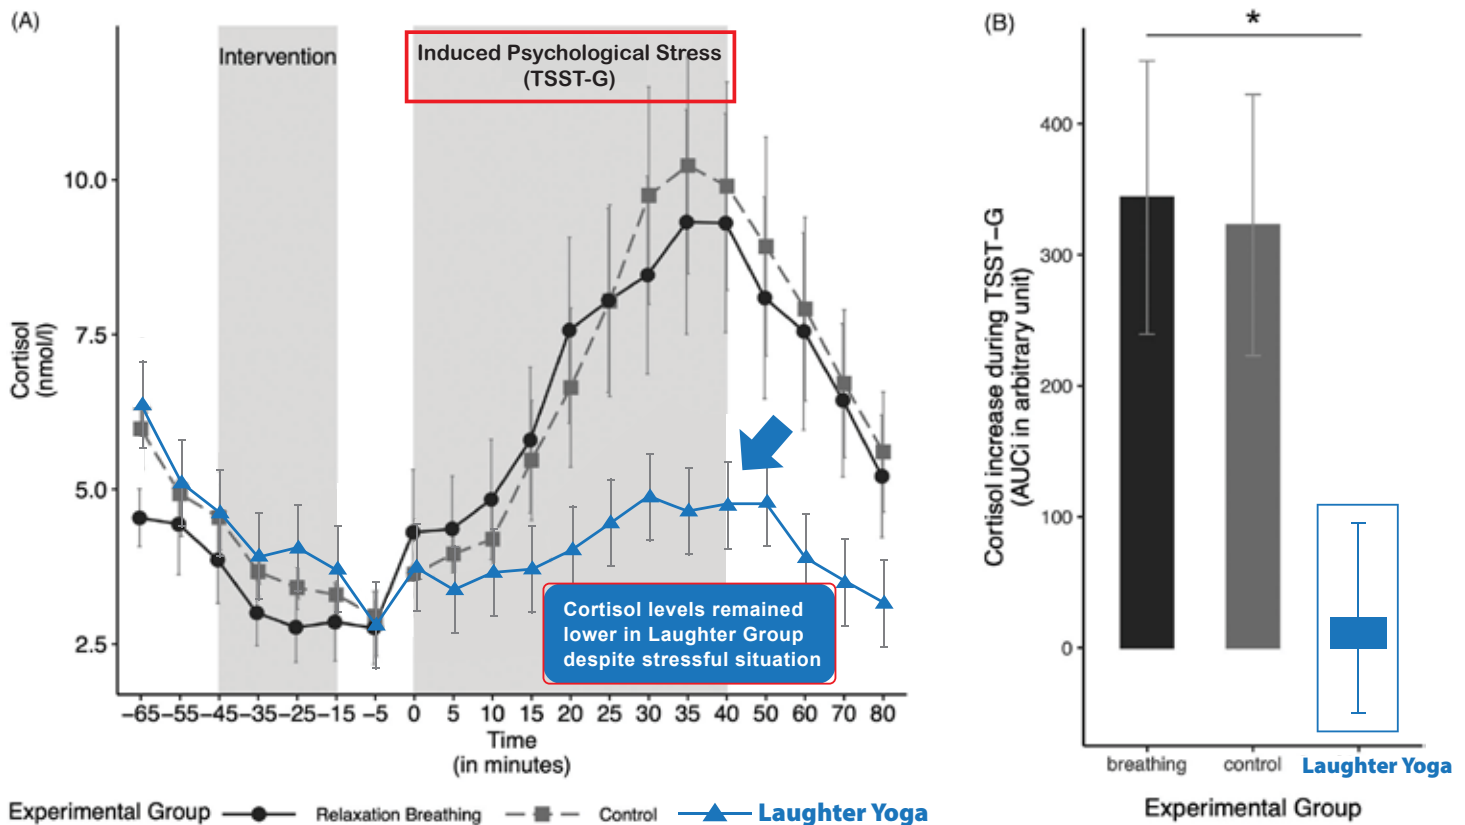 (A)
Intervention
Induced Psychological Stress
(TSST-G)
Cortisol
(nmol/l)
10.0
7.5
5.0
2.5
Cortisol levels remained
lower in Laughter Group
despite stressful situation
−65 −55 −45 −35 −25 −15 −5 0 5 10 15 20 25 30 35 40 50 60 70 80
Time
(in minutes)
Experimental Group Relaxation Breathing Control Laughter Yoga
(B)
*
Cortisol increase during TSST−G
(AUCi in arbitrary unit)
400
300
200
100
0
breathing control Laughter Yoga
Experimental Group